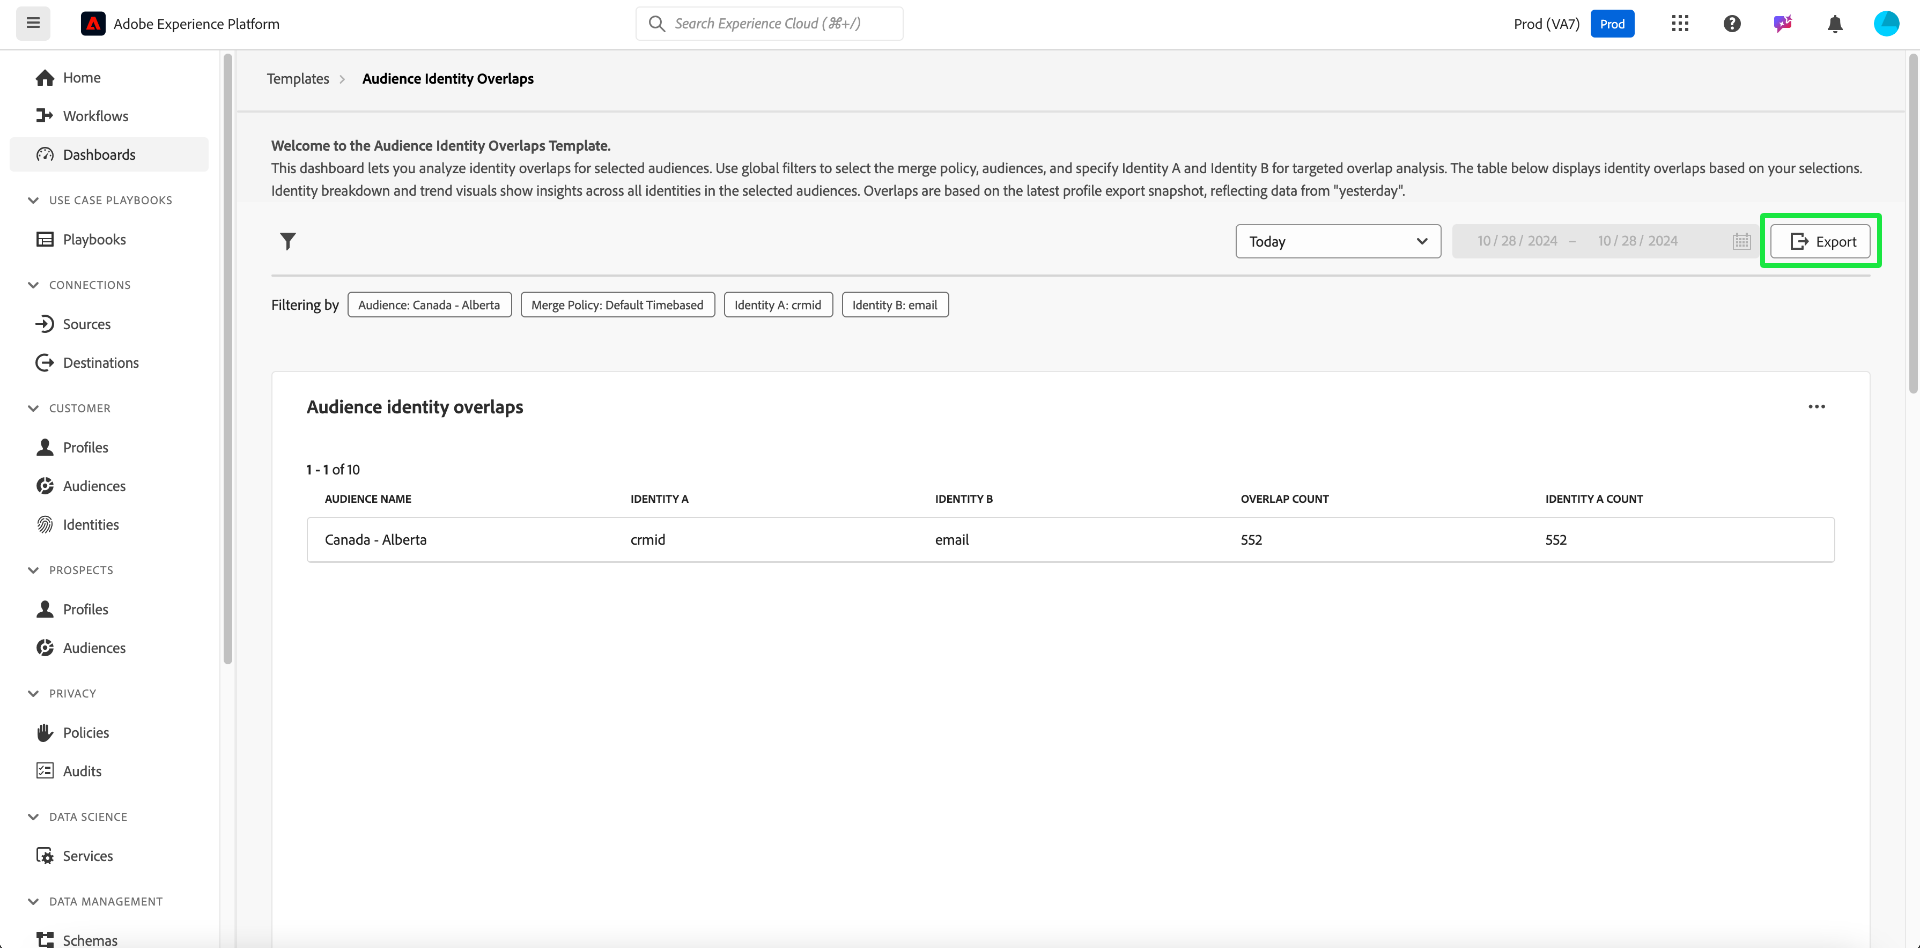 Adobe Experience Platform
Search Experience Cloud (⌘+/)
Prod (VA7) Prod
Home
Workflows
Dashboards
USE CASE PLAYBOOKS
Playbooks
CONNECTIONS
Sources
Destinations
CUSTOMER
Profiles
Audiences
Identities
PROSPECTS
Profiles
Audiences
PRIVACY
Policies
Audits
DATA SCIENCE
Services
DATA MANAGEMENT
Schemas
Templates > Audience Identity Overlaps
Welcome to the Audience Identity Overlaps Template.
This dashboard lets you analyze identity overlaps for selected audiences. Use global filters to select the merge policy, audiences, and specify Identity A and Identity B for targeted overlap analysis. The table below displays identity overlaps based on your selections.
Identity breakdown and trend visuals show insights across all identities in the selected audiences. Overlaps are based on the latest profile export snapshot, reflecting data from "yesterday".
Today 10 / 28 / 2024 – 10 / 28 / 2024 Export
Filtering by Audience: Canada - Alberta Merge Policy: Default Timebased Identity A: crmid Identity B: email
Audience identity overlaps
1 - 1 of 10
AUDIENCE NAME IDENTITY A IDENTITY B OVERLAP COUNT IDENTITY A COUNT
Canada - Alberta crmid email 552 552